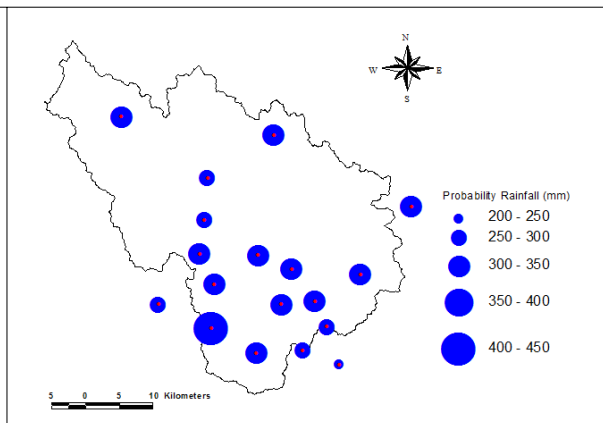 N
W E
S
Probability Rainfall (mm)
200 - 250
250 - 300
300 - 350
350 - 400
400 - 450
5 0 5 10 Kilometers